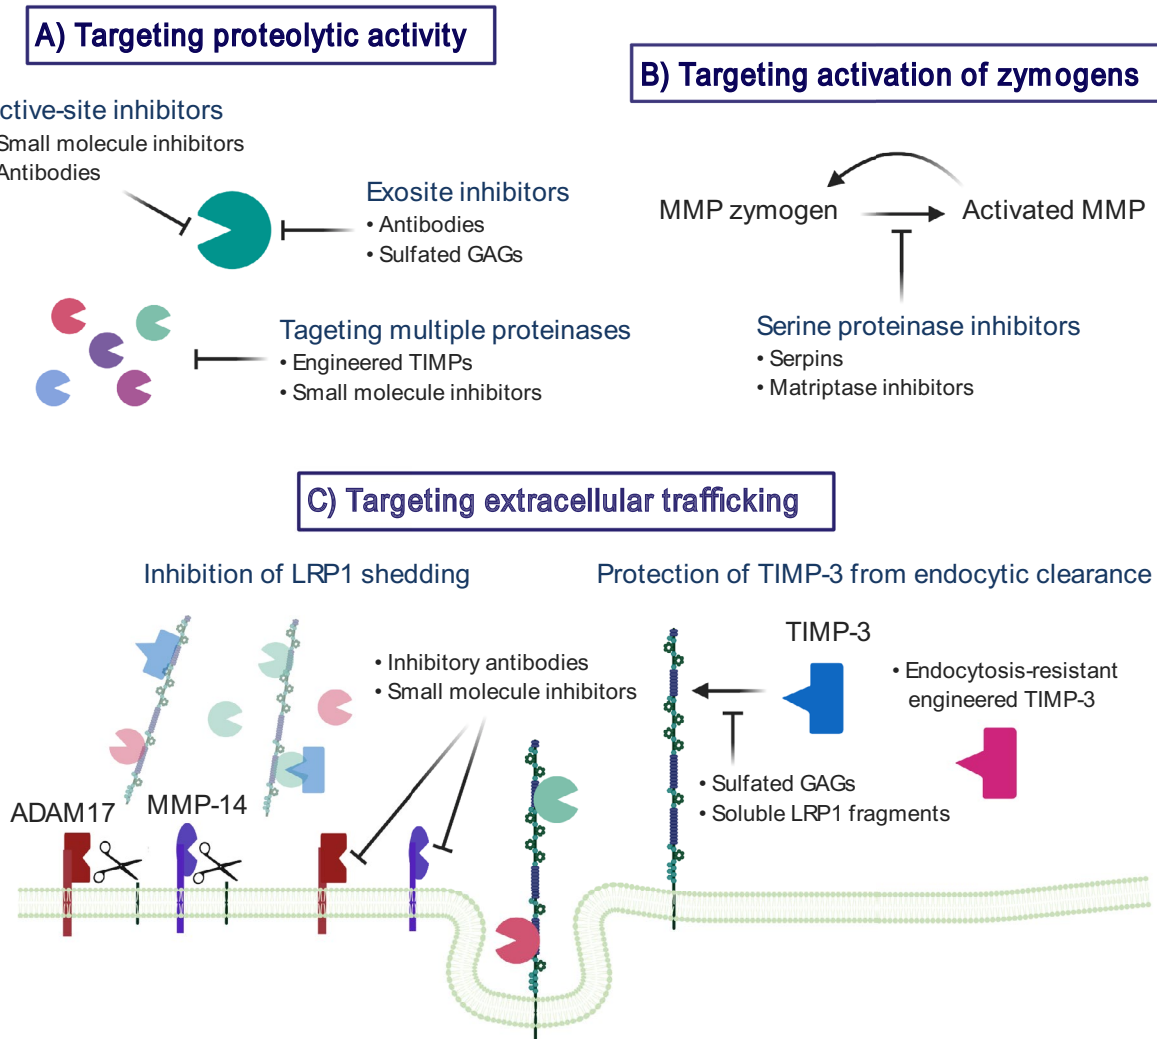 A) Targeting proteolytic activity
B) Targeting activation of zymogens
ctive-site inhibitors
Small molecule inhibitors
Antibodies
Exosite inhibitors
• Antibodies
• Sulfated GAGs
Tageting multiple proteinases
• Engineered TIMPs
• Small molecule inhibitors
MMP zymogen
Activated MMP
Serine proteinase inhibitors
• Serpins
• Matriptase inhibitors
C) Targeting extracellular trafficking
Inhibition of LRP1 shedding
• Inhibitory antibodies
• Small molecule inhibitors
ADAM17
MMP-14
Protection of TIMP-3 from endocytic clearance
TIMP-3
• Endocytosis-resistant
engineered TIMP-3
• Sulfated GAGs
• Soluble LRP1 fragments